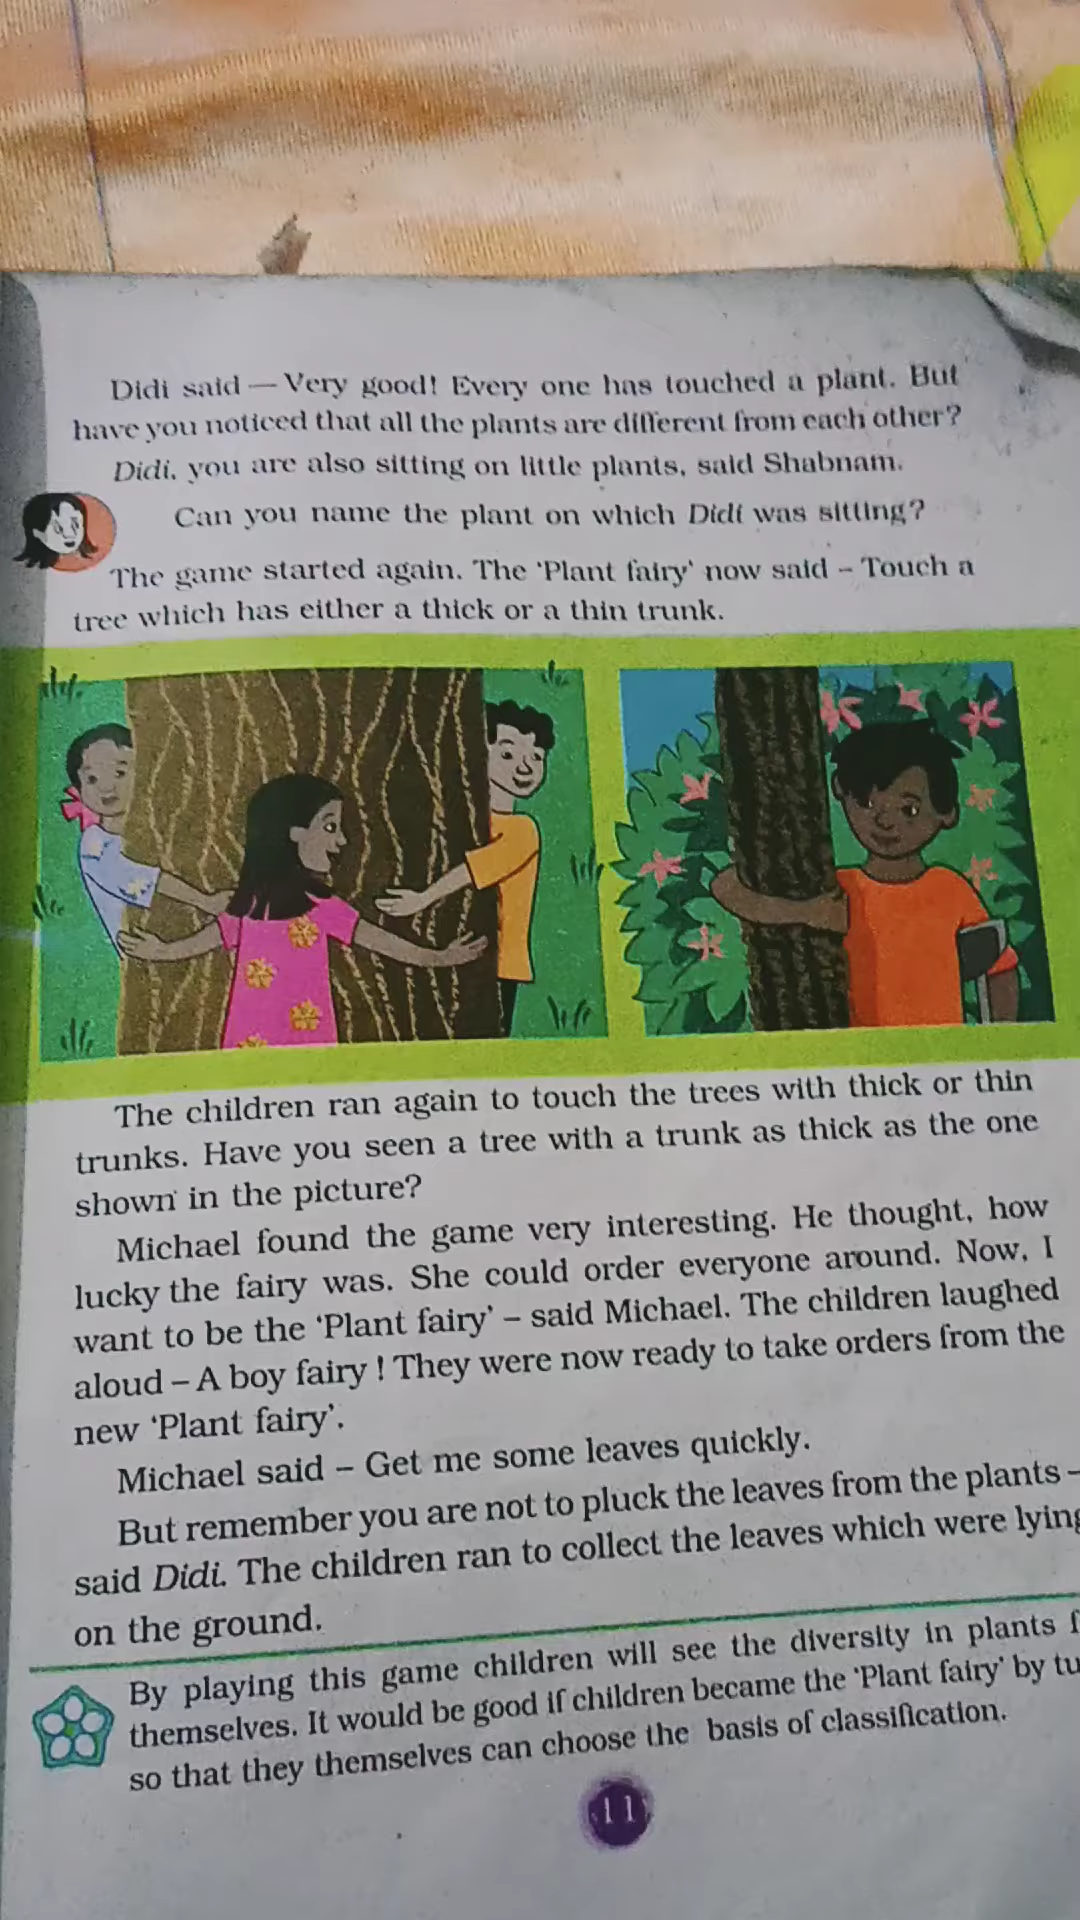 Didi said — Very good! Every one has touched a plant. But
have you noticed that all the plants are different from each other?
Didi, you are also sitting on little plants, said Shabnam.
Can you name the plant on which Didi was sitting?
The game started again. The ‘Plant fairy’ now said – Touch a
tree which has either a thick or a thin trunk.
The children ran again to touch the trees with thick or thin
trunks. Have you seen a tree with a trunk as thick as the one
shown in the picture?
Michael found the game very interesting. He thought, how
lucky the fairy was. She could order everyone around. Now, I
want to be the ‘Plant fairy’ – said Michael. The children laughed
aloud – A boy fairy ! They were now ready to take orders from the
new ‘Plant fairy’.
Michael said – Get me some leaves quickly.
But remember you are not to pluck the leaves from the plants –
said Didi. The children ran to collect the leaves which were lying
on the ground.
By playing this game children will see the diversity in plants
themselves. It would be good if children became the ‘Plant fairy’ by
so that they themselves can choose the basis of classification.
11